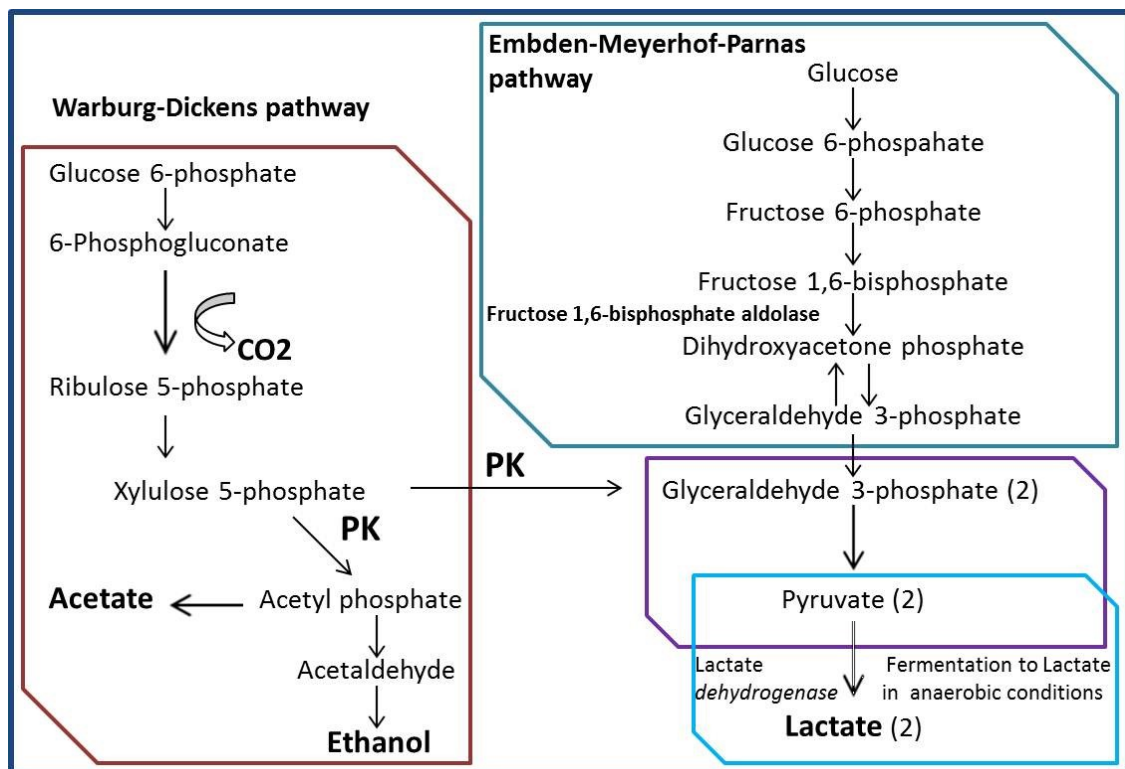 Warburg-Dickens pathway
Glucose 6-phosphate
6-Phosphogluconate
CO2
Ribulose 5-phosphate
Xylulose 5-phosphate
PK
PK
Acetate
Acetyl phosphate
Acetaldehyde
Ethanol
Embden-Meyerhof-Parnas
pathway
Glucose
Glucose 6-phospahate
Fructose 6-phosphate
Fructose 1,6-bisphosphate
Fructose 1,6-bisphosphate aldolase
Dihydroxyacetone phosphate
Glyceraldehyde 3-phosphate
Glyceraldehyde 3-phosphate (2)
Pyruvate (2)
Lactate
dehydrogenase
Fermentation to Lactate
in anaerobic conditions
Lactate (2)